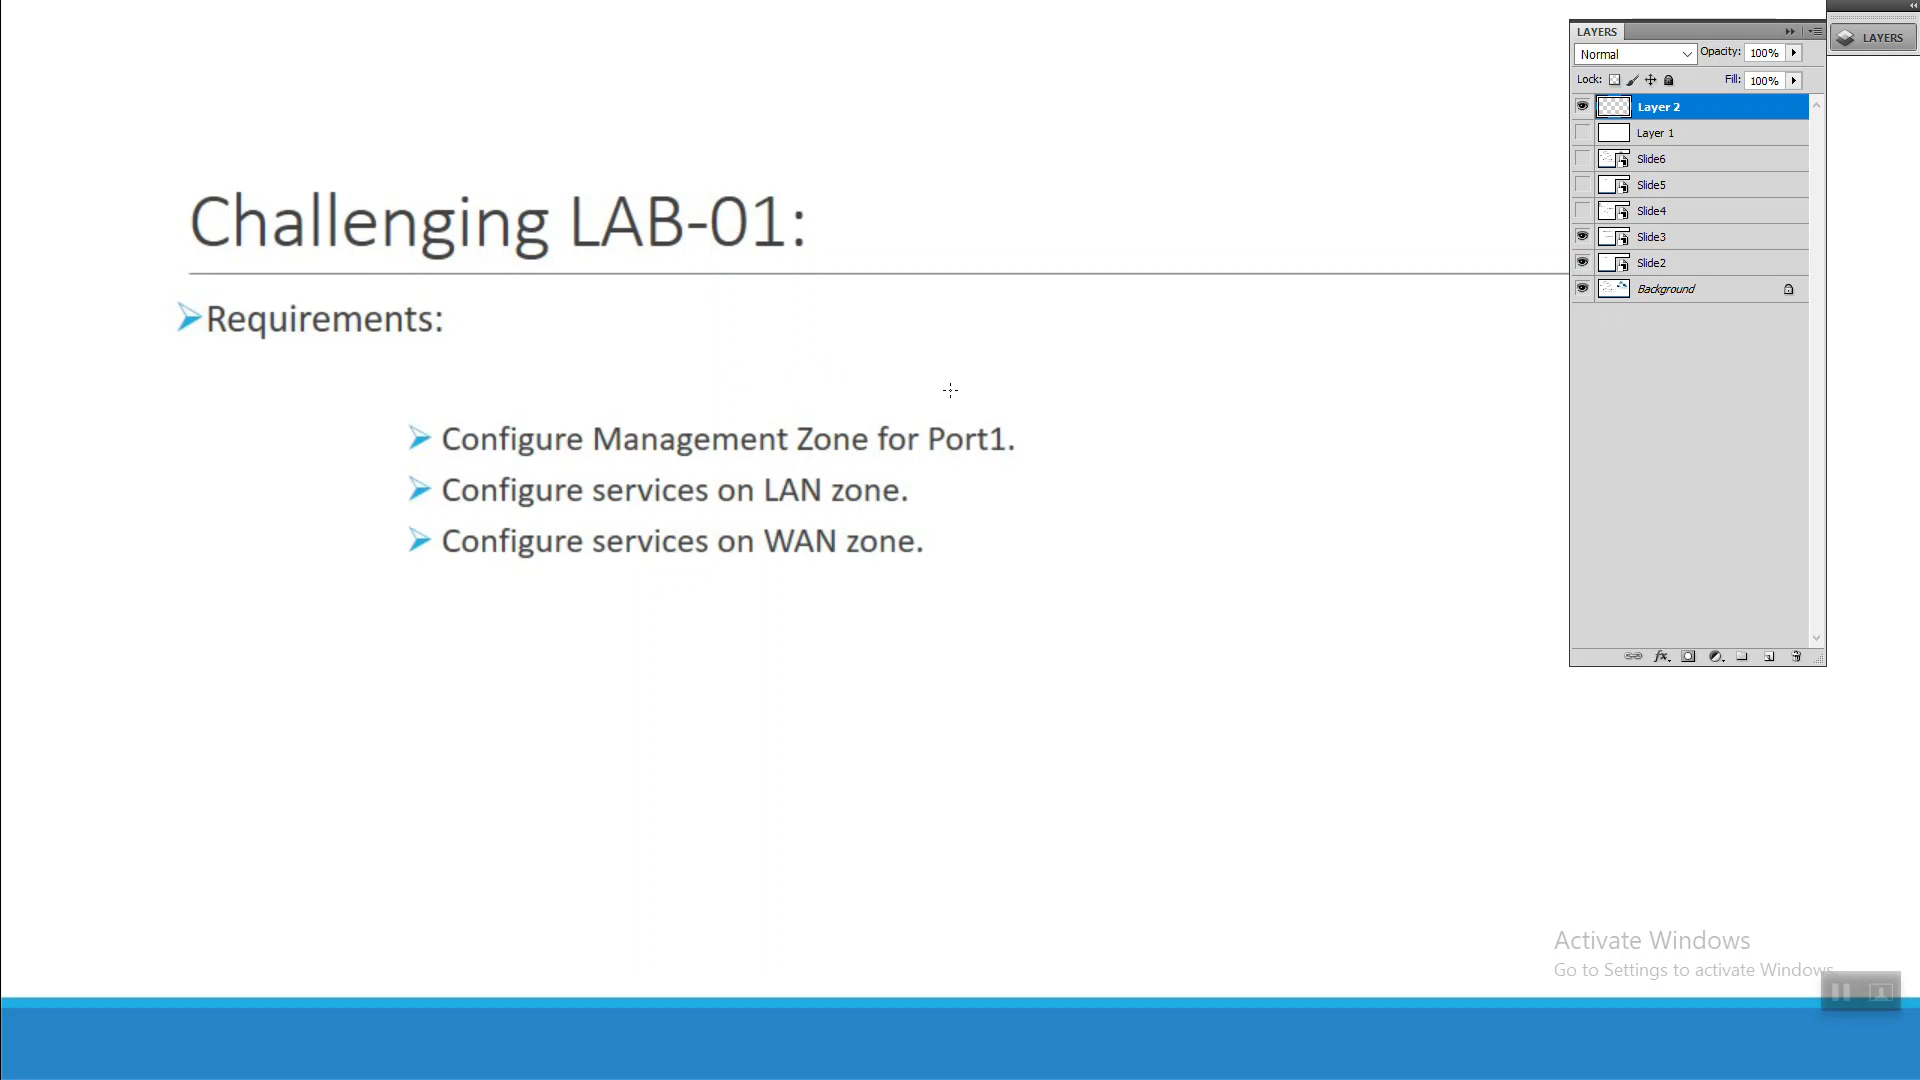 LAYERS
LAYERS
Normal
Opacity: 100%
Lock:
Fill: 100%
Layer 2
Layer 1
Slide6
Slide5
Slide4
Slide3
Slide2
Background
fx
Challenging LAB-01:
Requirements:
Configure Management Zone for Port1.
Configure services on LAN zone.
Configure services on WAN zone.
Activate Windows
Go to Settings to activate Windows.